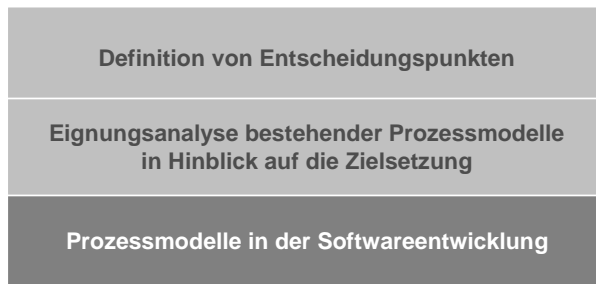 Definition von Entscheidungspunkten
Eignungsanalyse bestehender Prozessmodelle
in Hinblick auf die Zielsetzung
Prozessmodelle in der Softwareentwicklung